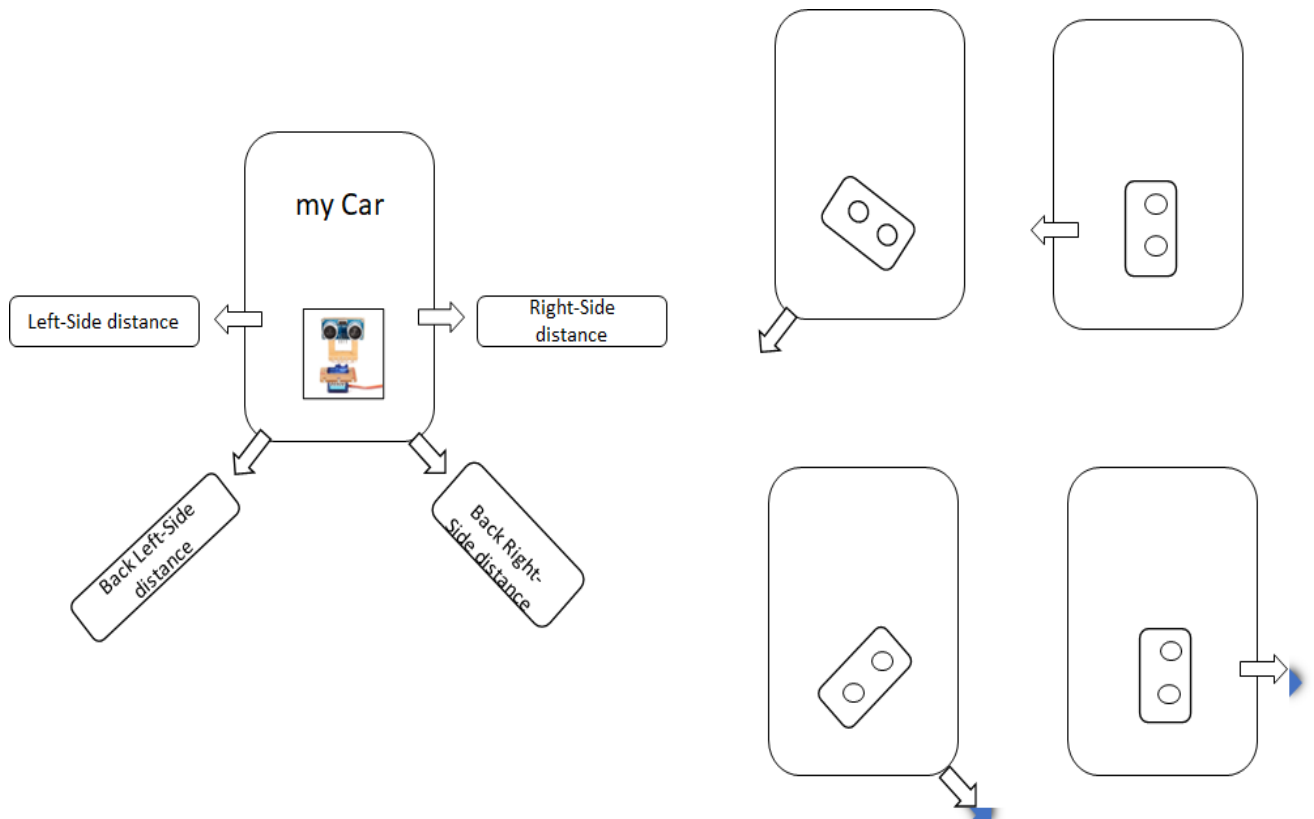 my Car
Left-Side distance
Right-Side
distance
Back Left-Side
distance
Back Right-
Side distance